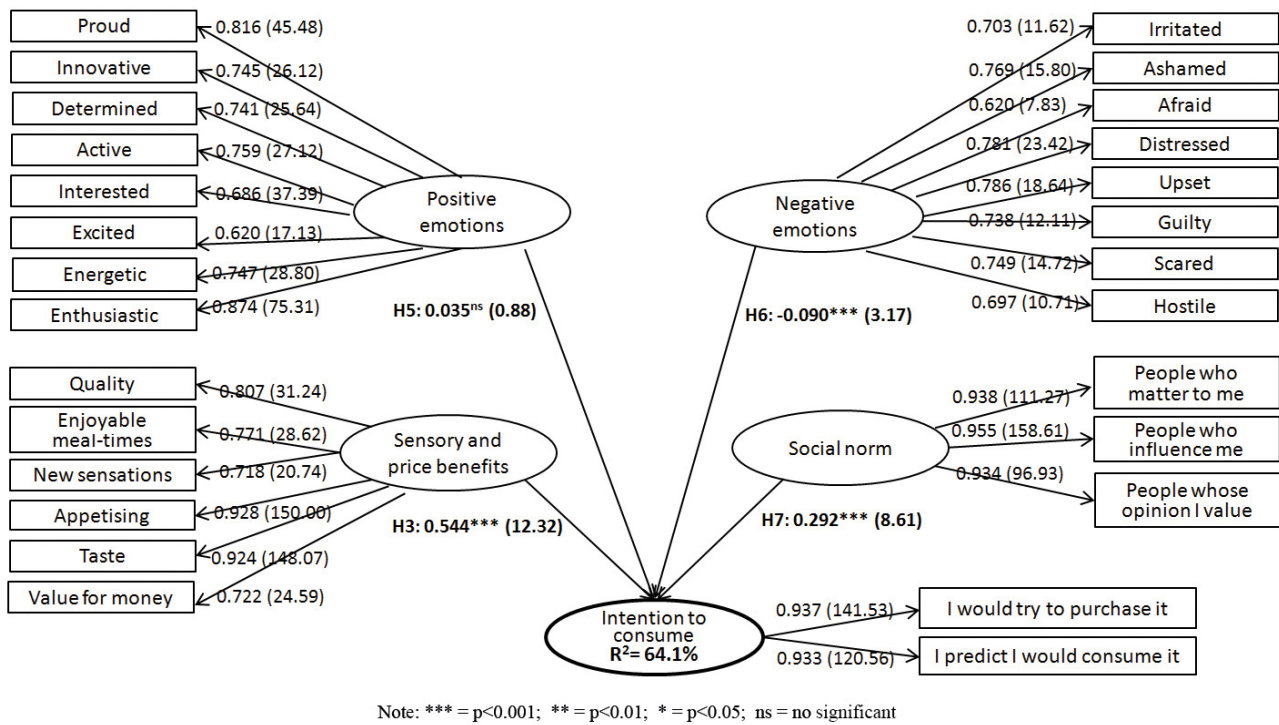 Proud
0.816 (45.48)
Innovative
0.745 (26.12)
Determined
0.741 (25.64)
Active
0.759 (27.12)
Interested
0.686 (37.39)
Excited
0.620 (17.13)
Energetic
0.747 (28.80)
Enthusiastic
0.874 (75.31)
Positive
emotions
H5: 0.035ns (0.88)
0.703 (11.62)
Irritated
0.769 (15.80)
Ashamed
0.620 (7.83)
Afraid
0.781 (23.42)
Distressed
0.786 (18.64)
Upset
0.738 (12.11)
Guilty
0.749 (14.72)
Scared
0.697 (10.71)
Hostile
Negative
emotions
H6: -0.090*** (3.17)
Quality
0.807 (31.24)
Enjoyable
meal-times
0.771 (28.62)
New sensations
0.718 (20.74)
Appetising
0.928 (150.00)
Taste
0.924 (148.07)
Value for money
0.722 (24.59)
Sensory and
price benefits
H3: 0.544*** (12.32)
Social norm
0.938 (111.27)
People who
matter to me
0.955 (158.61)
People who
influence me
0.934 (96.93)
People whose
opinion I value
H7: 0.292*** (8.61)
Intention to
consume
R2= 64.1%
0.937 (141.53)
I would try to purchase it
0.933 (120.56)
I predict I would consume it
Note: *** = p<0.001; ** = p<0.01; * = p<0.05; ns = no significant